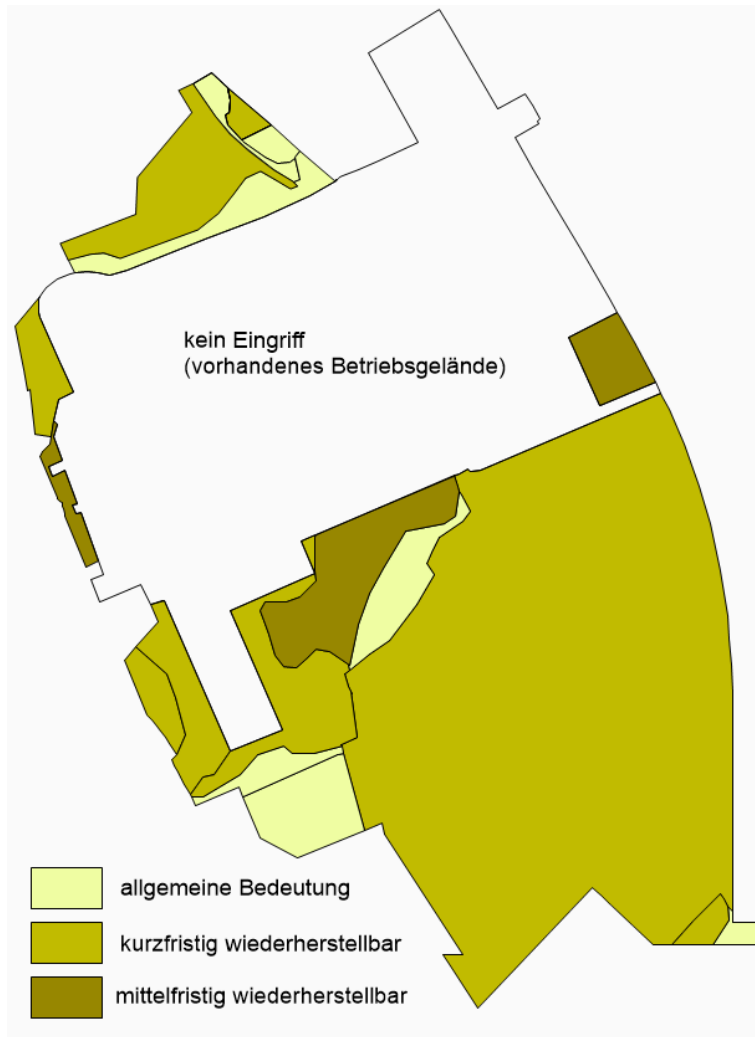 kein Eingriff
(vorhandenes Betriebsgelände)
allgemeine Bedeutung
kurzfristig wiederherstellbar
mittelfristig wiederherstellbar